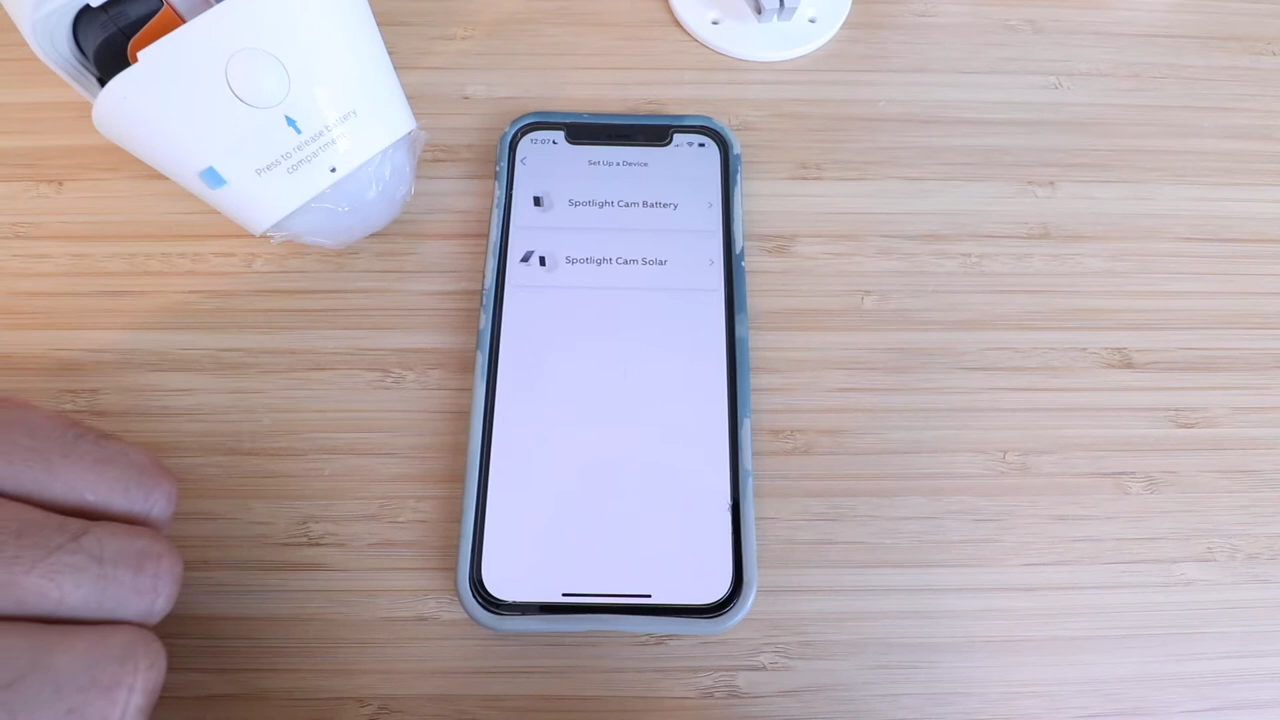 Press to release battery
compartment
12:07
Set Up a Device
Spotlight Cam Battery
Spotlight Cam Solar